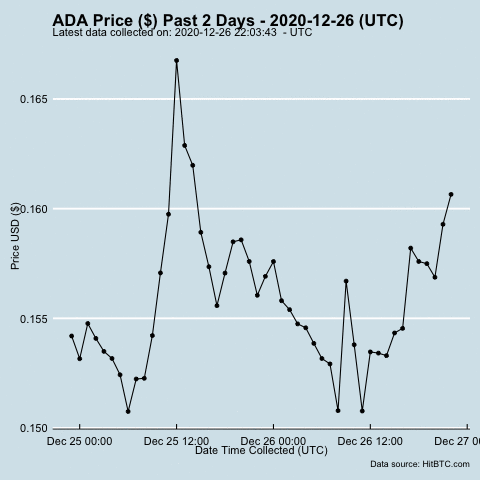 ADA Price ($) Past 2 Days - 2020-12-26 (UTC)
Latest data collected on: 2020-12-26 22:03:43 - UTC
0.165
0.160
0.155
0.150
Price USD ($)
Dec 25 00:00 Dec 25 12:00 Dec 26 00:00 Dec 26 12:00 Dec 27 0
Date Time Collected (UTC)
Data source: HitBTC.com